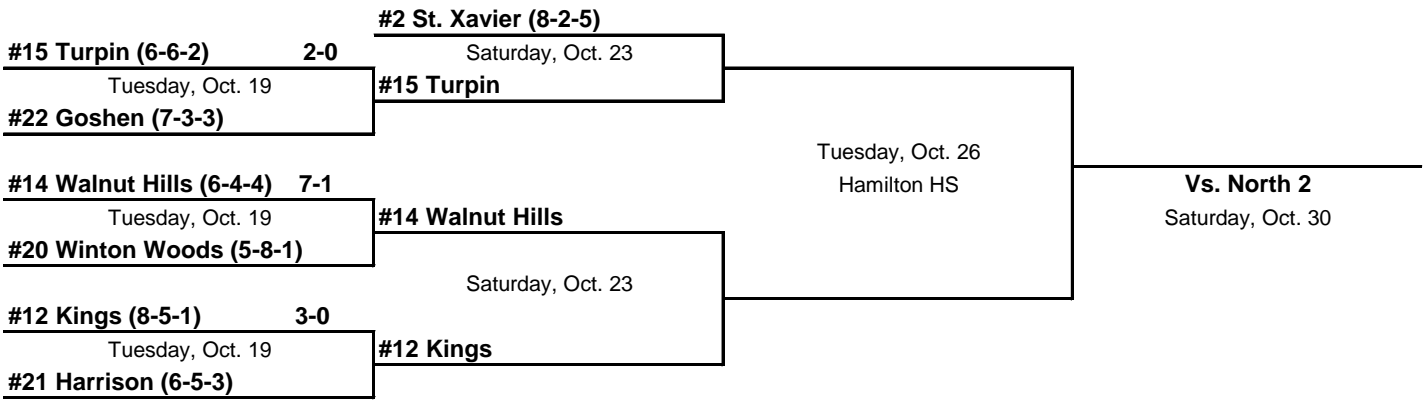 #2 St. Xavier (8-2-5)
#15 Turpin (6-6-2) 2-0
Saturday, Oct. 23
Tuesday, Oct. 19
#15 Turpin
#22 Goshen (7-3-3)
Tuesday, Oct. 26
#14 Walnut Hills (6-4-4) 7-1
Hamilton HS
Vs. North 2
Tuesday, Oct. 19
#14 Walnut Hills
Saturday, Oct. 30
#20 Winton Woods (5-8-1)
Saturday, Oct. 23
#12 Kings (8-5-1) 3-0
Tuesday, Oct. 19
#12 Kings
#21 Harrison (6-5-3)